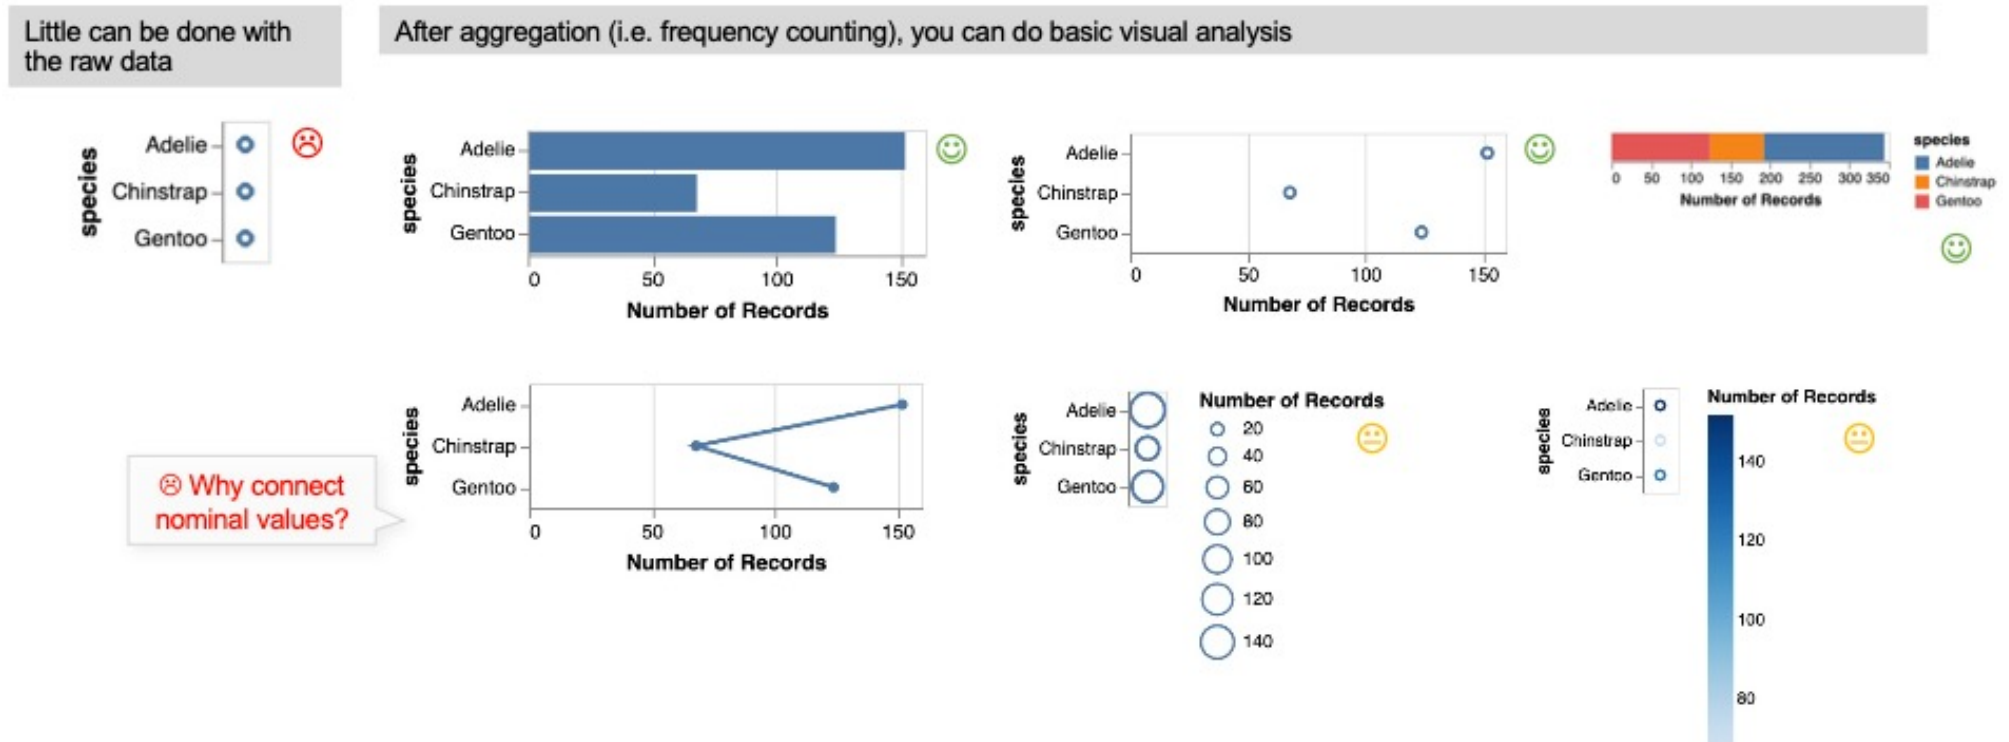 Little can be done with
the raw data
After aggregation (i.e. frequency counting), you can do basic visual analysis
species
Adelie
Chinstrap
Gentoo
species
Adelie
Chinstrap
Gentoo
0 50 100 150
Number of Records
species
Adelie
Chinstrap
Gentoo
0 50 100 150
Number of Records
0 50 100 150 200 250 300 350
Number of Records
species
Adelie
Chinstrap
Gentoo
Why connect
nominal values?
species
Adelie
Chinstrap
Gentoo
0 50 100 150
Number of Records
species
Adelie
Chinstrap
Gentoo
Number of Records
20
40
60
80
100
120
140
species
Adelie
Chinstrap
Gentoo
Number of Records
140
120
100
80